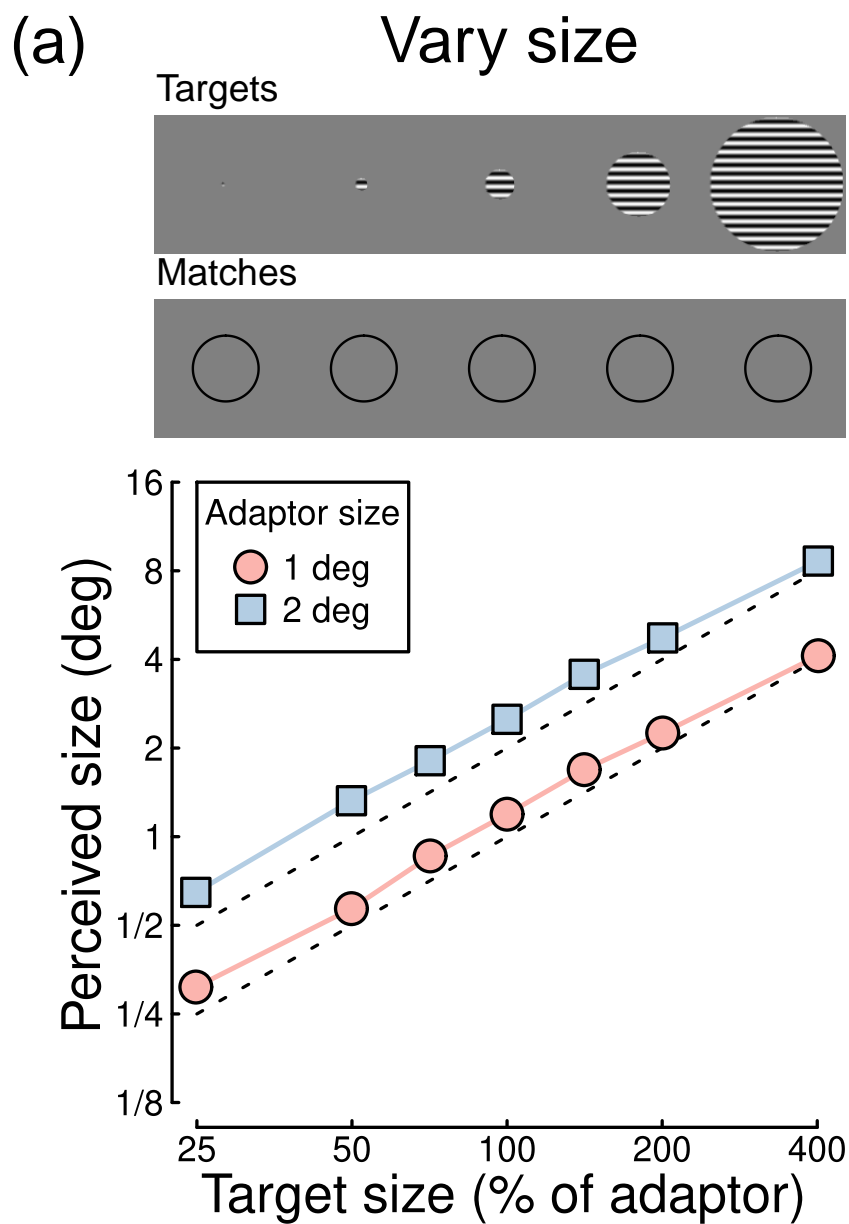 (a) Vary size
Targets
Matches
16
8
4
2
1
1/2
1/4
1/8
Perceived size (deg)
Adaptor size
1 deg
2 deg
25 50 100 200 400
Target size (% of adaptor)